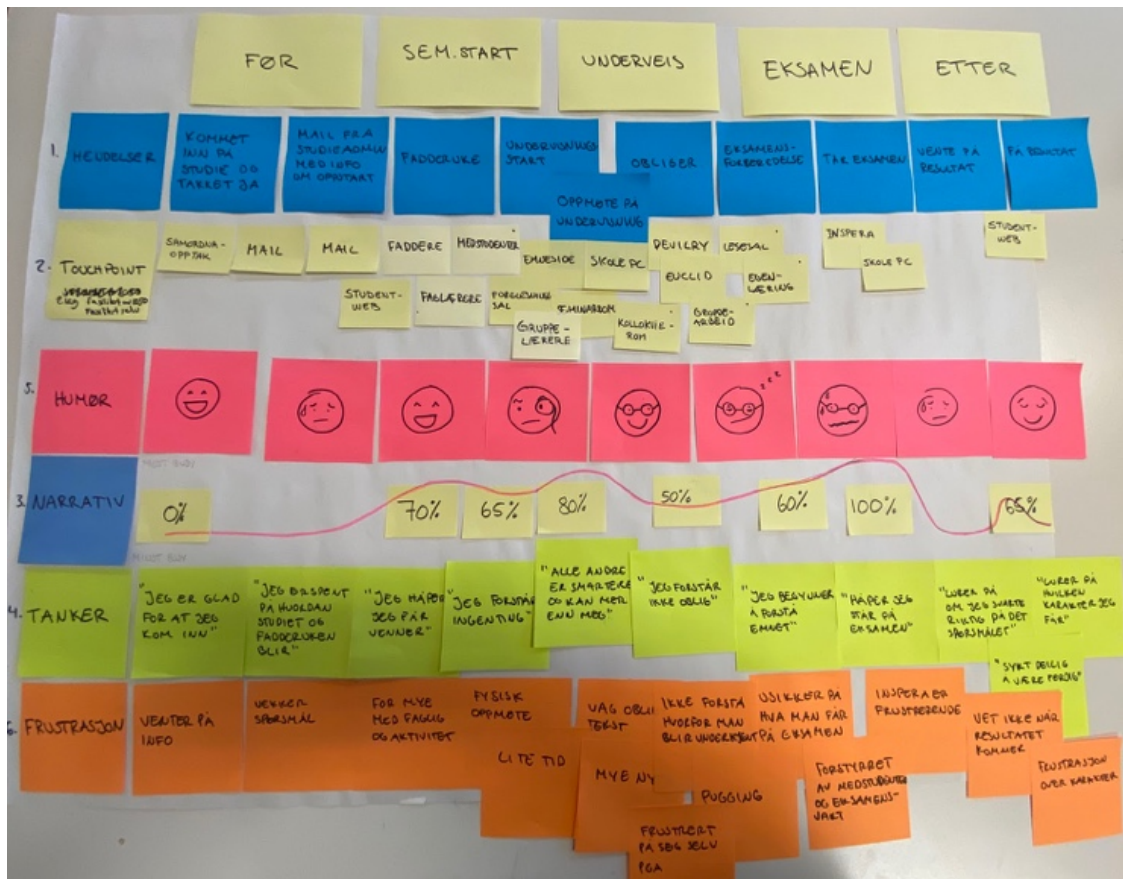 FØR
SEM.START
UNDERVEIS
EKSAMEN
ETTER
1.
HENDELSER
KOMMET
INN PÅ
STUDIE OG
TAKKET JA
MAIL FRA
STUDIEADMIN
MED INFO
OM OPPSTART
FADDERUKE
UNDERVISNINGS-
START
OPPMØTE PÅ
UNDERVISNING
OBLIGER
EKSAMENS-
FORBEREDELSE
TAR EKSAMEN
VENTE PÅ
RESULTAT
FÅ RESULTAT
2.
TOUCHPOINT
SAMORDNA-
OPPTAK
MAIL
MAIL
STUDENT-
WEB
FADDERE
FAGLÆRERE
MEDSTUDENTER
EMNESIDE
FORELESNING
SAL
GRUPPE-
LÆRERE
SKOLE PC
SEMINARROM
KOLLOKVIE-
ROM
DEVILRY
EUCLID
GRUPPE-
ARBEID
LESESAL
EGEN-
LÆRING
INSPERA
SKOLE PC
STUDENT-
WEB
5.
HUMØR
zzz
3.
NARRATIV
MEST
0%
70%
65%
80%
50%
60%
100%
65%
MINST
4.
TANKER
"JEG ER GLAD
FOR AT JEG
KOM INN"
"JEG ER SPENT
PÅ HVORDAN
STUDIET OG
FADDERUKEN
BLIR"
"JEG HÅPER
JEG FÅR
VENNER"
"JEG FORSTÅR
INGENTING"
"ALLE ANDRE
ER SMARTERE
OG KAN MER
ENN MEG"
"JEG FORSTÅR
IKKE OBLIG"
"JEG BEGYNNER
Å FORSTÅ
EMNET"
"HÅPER JEG
STÅR PÅ
EKSAMEN"
"LURER PÅ
OM JEG SVARTE
RIKTIG PÅ DET
SPØRSMÅLET"
"LURER PÅ
HVILKEN
KARAKTER JEG
FÅR"
"SYKT DEILIG
Å VÆRE FERDIG"
6.
FRUSTRASJON
VENTER PÅ
INFO
VEKKER
SPØRSMÅL
FOR MYE
MED FAGLIG
OG AKTIVITET
FYSISK
OPPMØTE
LITE TID
VAG OBLIG
TEKST
MYE NY
IKKE FORSTÅ
HVORFOR MAN
BLIR UNDERKJENT
FRUSTRERT
PÅ SEG SELV
PGA
PUGGING
USIKKER PÅ
HVA MAN FÅR
PÅ EKSAMEN
FORSTYRRET
AV MEDSTUDENTER
OG EKSAMENS-
VAKT
INSPERA ER
FRUSTRERENDE
VET IKKE NÅR
RESULTATET
KOMMER
FRUSTRASJON
OVER KARAKTER